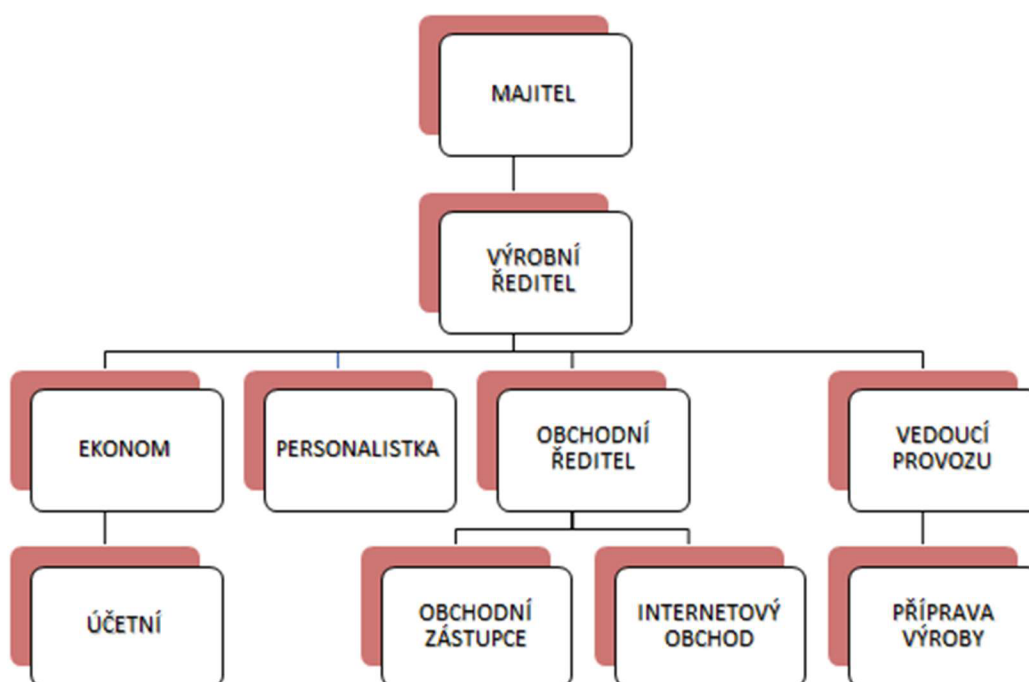 MAJITEL
VÝROBNÍ
ŘEDITEL
EKONOM
PERSONALISTKA
OBCHODNÍ
ŘEDITEL
VEDOUCÍ
PROVOZU
ÚČETNÍ
OBCHODNÍ
ZÁSTUPCE
INTERNETOVÝ
OBCHOD
PŘÍPRAVA
VÝROBY